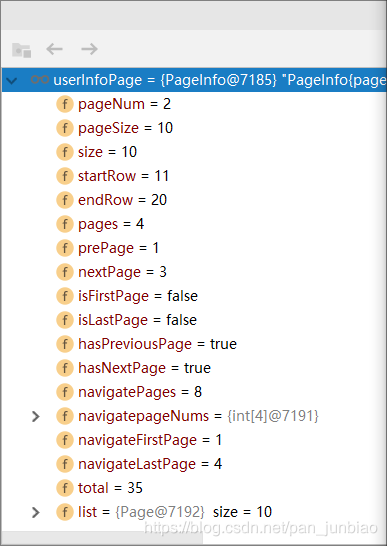 userInfoPage = {PageInfo@7185} "PageInfo{page
f pageNum = 2
f pageSize = 10
f size = 10
f startRow = 11
f endRow = 20
f pages = 4
f prePage = 1
f nextPage = 3
f isFirstPage = false
f isLastPage = false
f hasPreviousPage = true
f hasNextPage = true
f navigatePages = 8
f navigatepageNums = {int[4]@7191}
f navigateFirstPage = 1
f navigateLastPage = 4
f total = 35
f list = {Page@7192} size = 10
https://blog.csdn.net/pan_junbiao